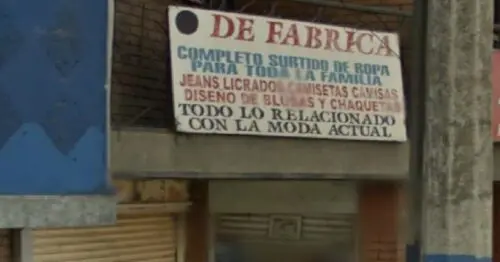 DE FABRICA
COMPLETO SURTIDO DE ROPA
PARA TODA LA FAMILIA
JEANS LICRADOS CAMISETAS CAMISAS
DISENO DE BLUSAS Y CHAQUETAS
TODO LO RELACIONADO
CON LA MODA ACTUAL